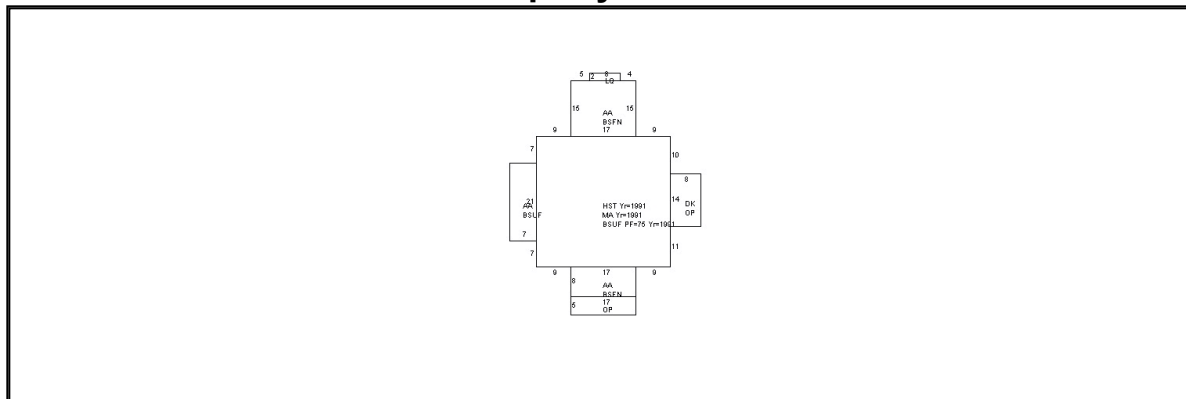 5 8 4
2
LO
15 15
AA
BSFN
9 17 9
7 10
8
21 14
AA HST Yr=1991 DK
BSUF MA Yr=1991 OP
BSUF PF=75 Yr=1991
7
7 11
9 17 9
8
AA
BSFN
17
OP